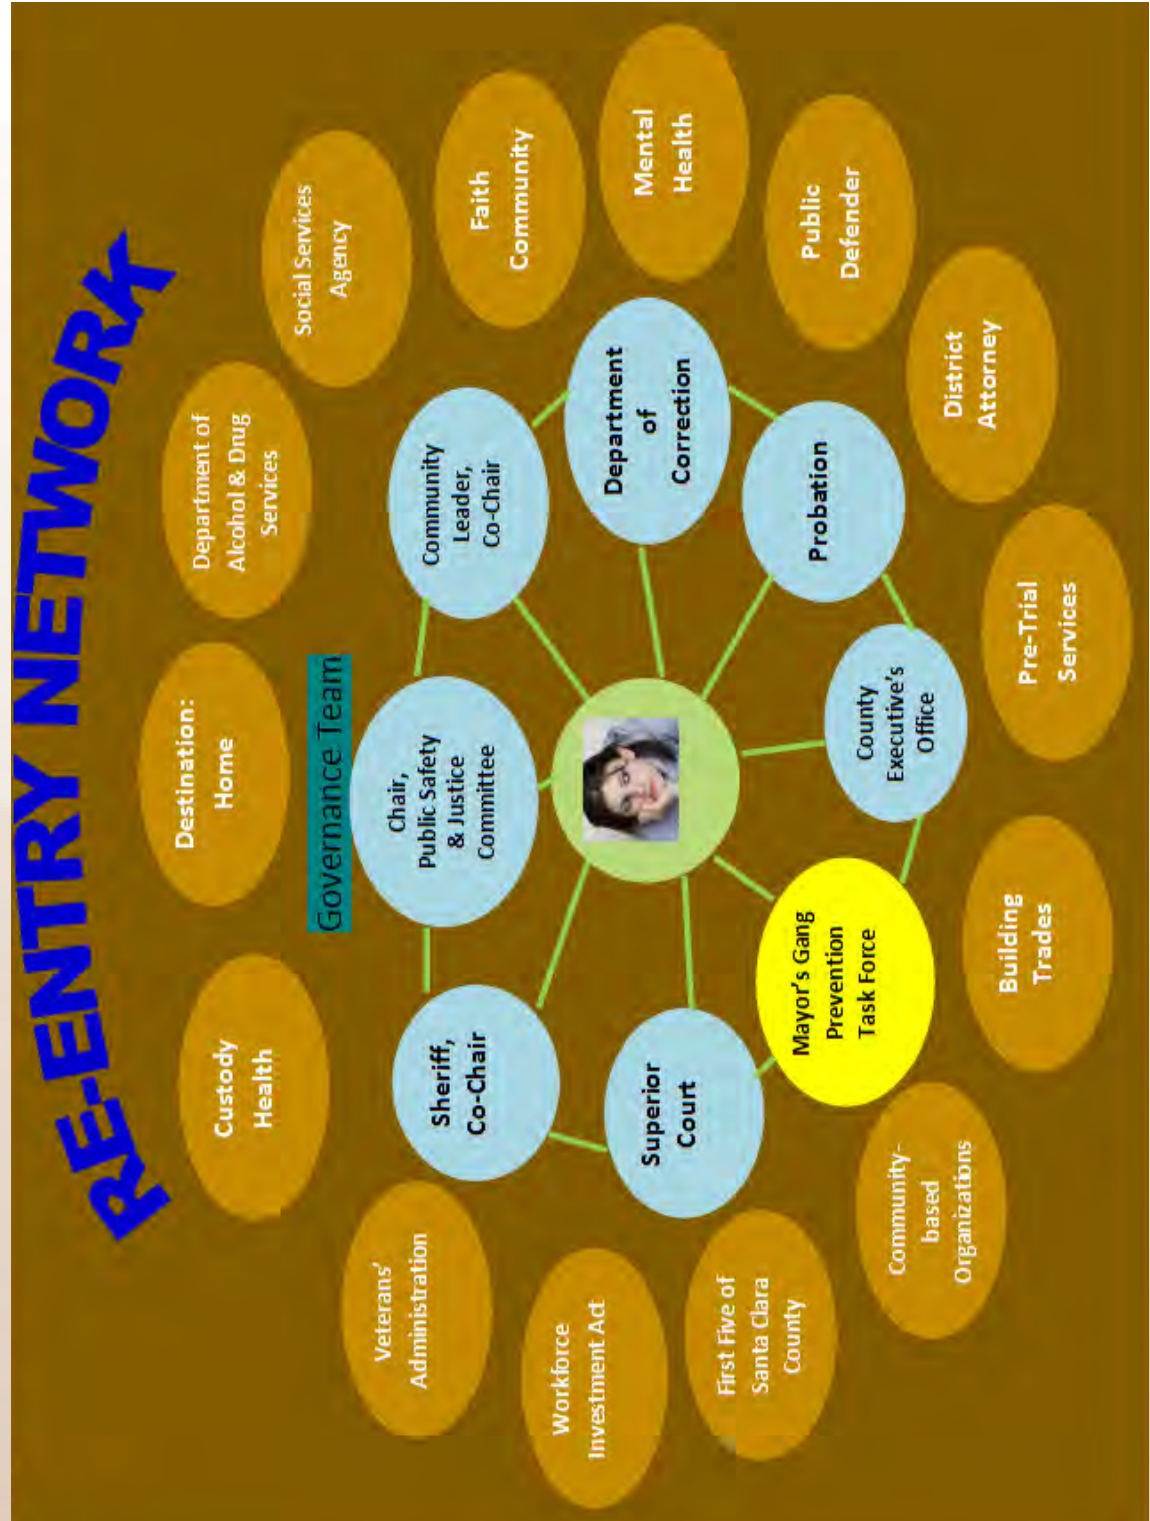 RE-ENTRY NETWORK
Custody
Health
Destination:
Home
Department of
Alcohol & Drug
Services
Social Services
Agency
Faith
Community
Mental
Health
Public
Defender
District
Attorney
Pre-Trial
Services
Building
Trades
Community-
based
Organizations
First Five of
Santa Clara
County
Workforce
Investment Act
Veterans'
Administration
Governance Team
Sheriff,
Co-Chair
Chair,
Public Safety
& Justice
Committee
Community
Leader,
Co-Chair
Department
of
Correction
Probation
County
Executive's
Office
Mayor's Gang
Prevention
Task Force
Superior
Court